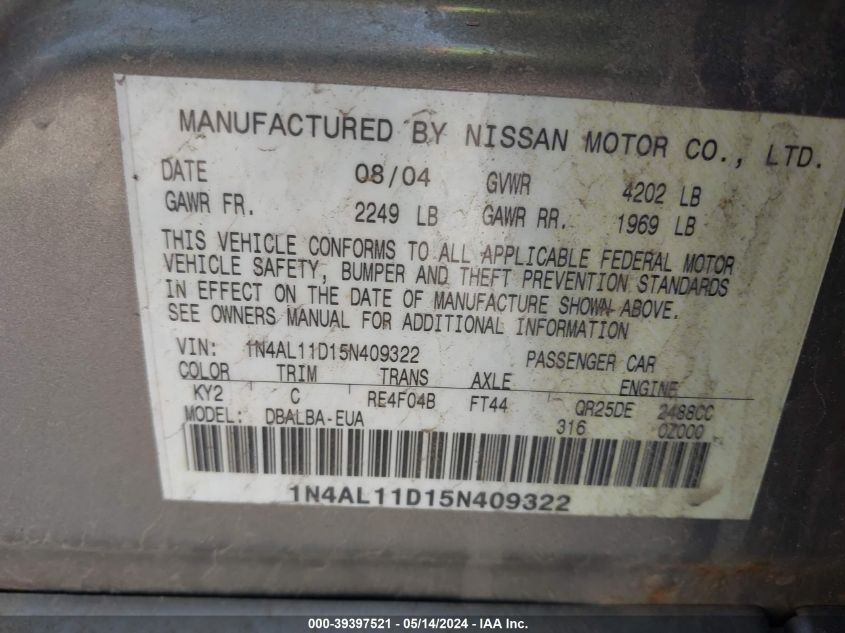 MANUFACTURED BY NISSAN MOTOR CO., LTD.
DATE 08/04 GVWR 4202 LB
GAWR FR. 2249 LB GAWR RR. 1969 LB
THIS VEHICLE CONFORMS TO ALL APPLICABLE FEDERAL MOTOR
VEHICLE SAFETY, BUMPER AND THEFT PREVENTION STANDARDS
IN EFFECT ON THE DATE OF MANUFACTURE SHOWN ABOVE.
SEE OWNERS MANUAL FOR ADDITIONAL INFORMATION
VIN: 1N4AL11D15N409322 PASSENGER CAR
COLOR TRIM TRANS AXLE ENGINE
KY2 C RE4F04B FT44 QR25DE 2488CC
MODEL: DBALBA-EUA 316 0Z000
1N4AL11D15N409322
000-39397521 - 05/14/2024 - IAA Inc.